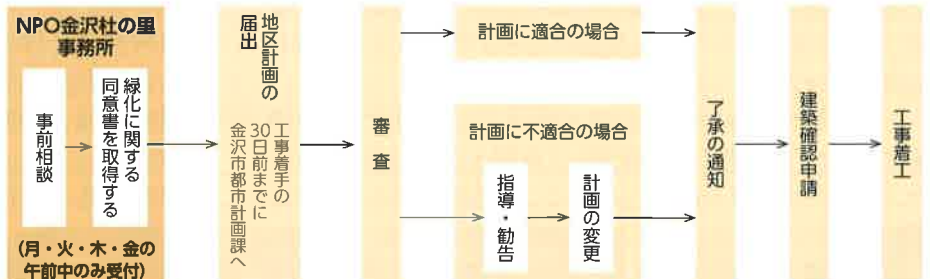 NPO金沢杜の里
事務所
事前相談
緑化に関する
同意書を取得する
(月・火・木・金の
午前中のみ受付)
地区計画の
届出
工事着手の
30日前までに
金沢市都市計画課へ
審査
計画に適合の場合
計画に不適合の場合
指導・勧告
計画の変更
了承の通知
建築確認申請
工事着工